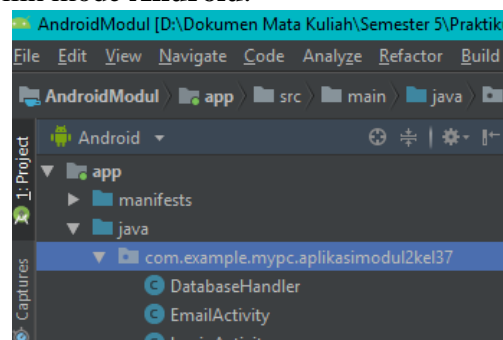 AndroidModul [D:\Dokumen Mata Kuliah\Semester 5\Praktik
File Edit View Navigate Code Analyze Refactor Build
AndroidModul app src main java
1: Project
Android
app
manifests
java
com.example.mypc.aplikasimodul2kel37
Captures
DatabaseHandler
EmailActivity